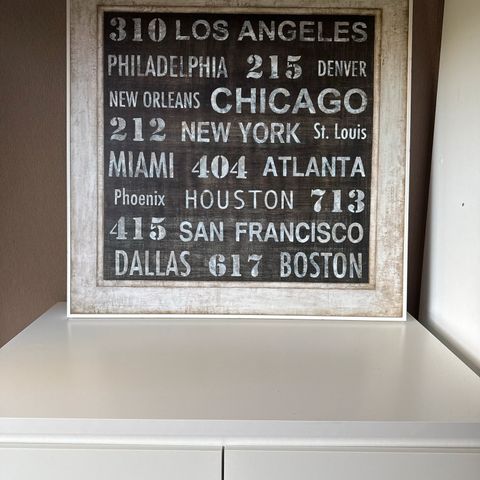 310 LOS ANGELES
PHILADELPHIA 215 DENVER
NEW ORLEANS CHICAGO
212 NEW YORK St. Louis
MIAMI 404 ATLANTA
Phoenix HOUSTON 713
415 SAN FRANCISCO
DALLAS 617 BOSTON